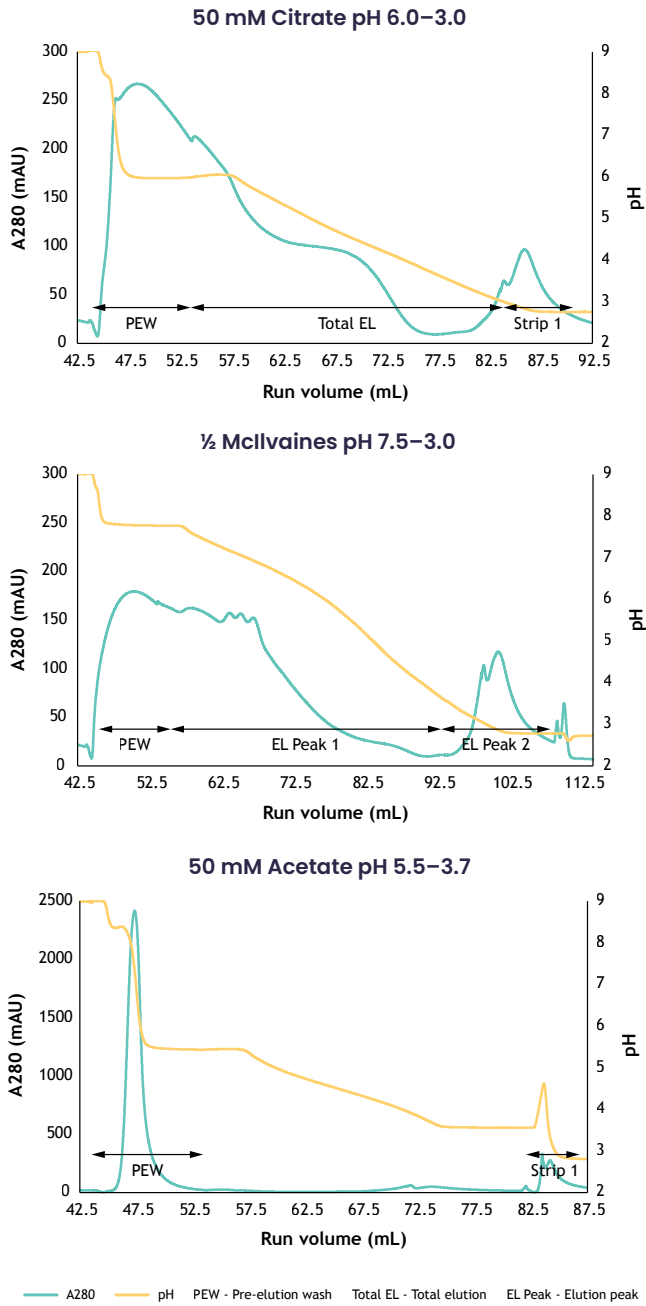 50 mM Citrate pH 6.0–3.0
300 9
250 8
200 7
150 6
100 5
50 4
0 3
2
A280 (mAU)
pH
PEW Total EL Strip 1
42.5 47.5 52.5 57.5 62.5 67.5 72.5 77.5 82.5 87.5 92.5
Run volume (mL)
½ McIlvaines pH 7.5–3.0
300 9
250 8
200 7
150 6
100 5
50 4
0 3
2
A280 (mAU)
pH
PEW EL Peak 1 EL Peak 2
42.5 52.5 62.5 72.5 82.5 92.5 102.5 112.5
Run volume (mL)
50 mM Acetate pH 5.5–3.7
2500 9
2000 8
1500 7
1000 6
500 5
0 4
3
2
A280 (mAU)
pH
PEW Strip 1
42.5 47.5 52.5 57.5 62.5 67.5 72.5 77.5 82.5 87.5
Run volume (mL)
A280 pH PEW - Pre-elution wash Total EL - Total elution EL Peak - Elution peak